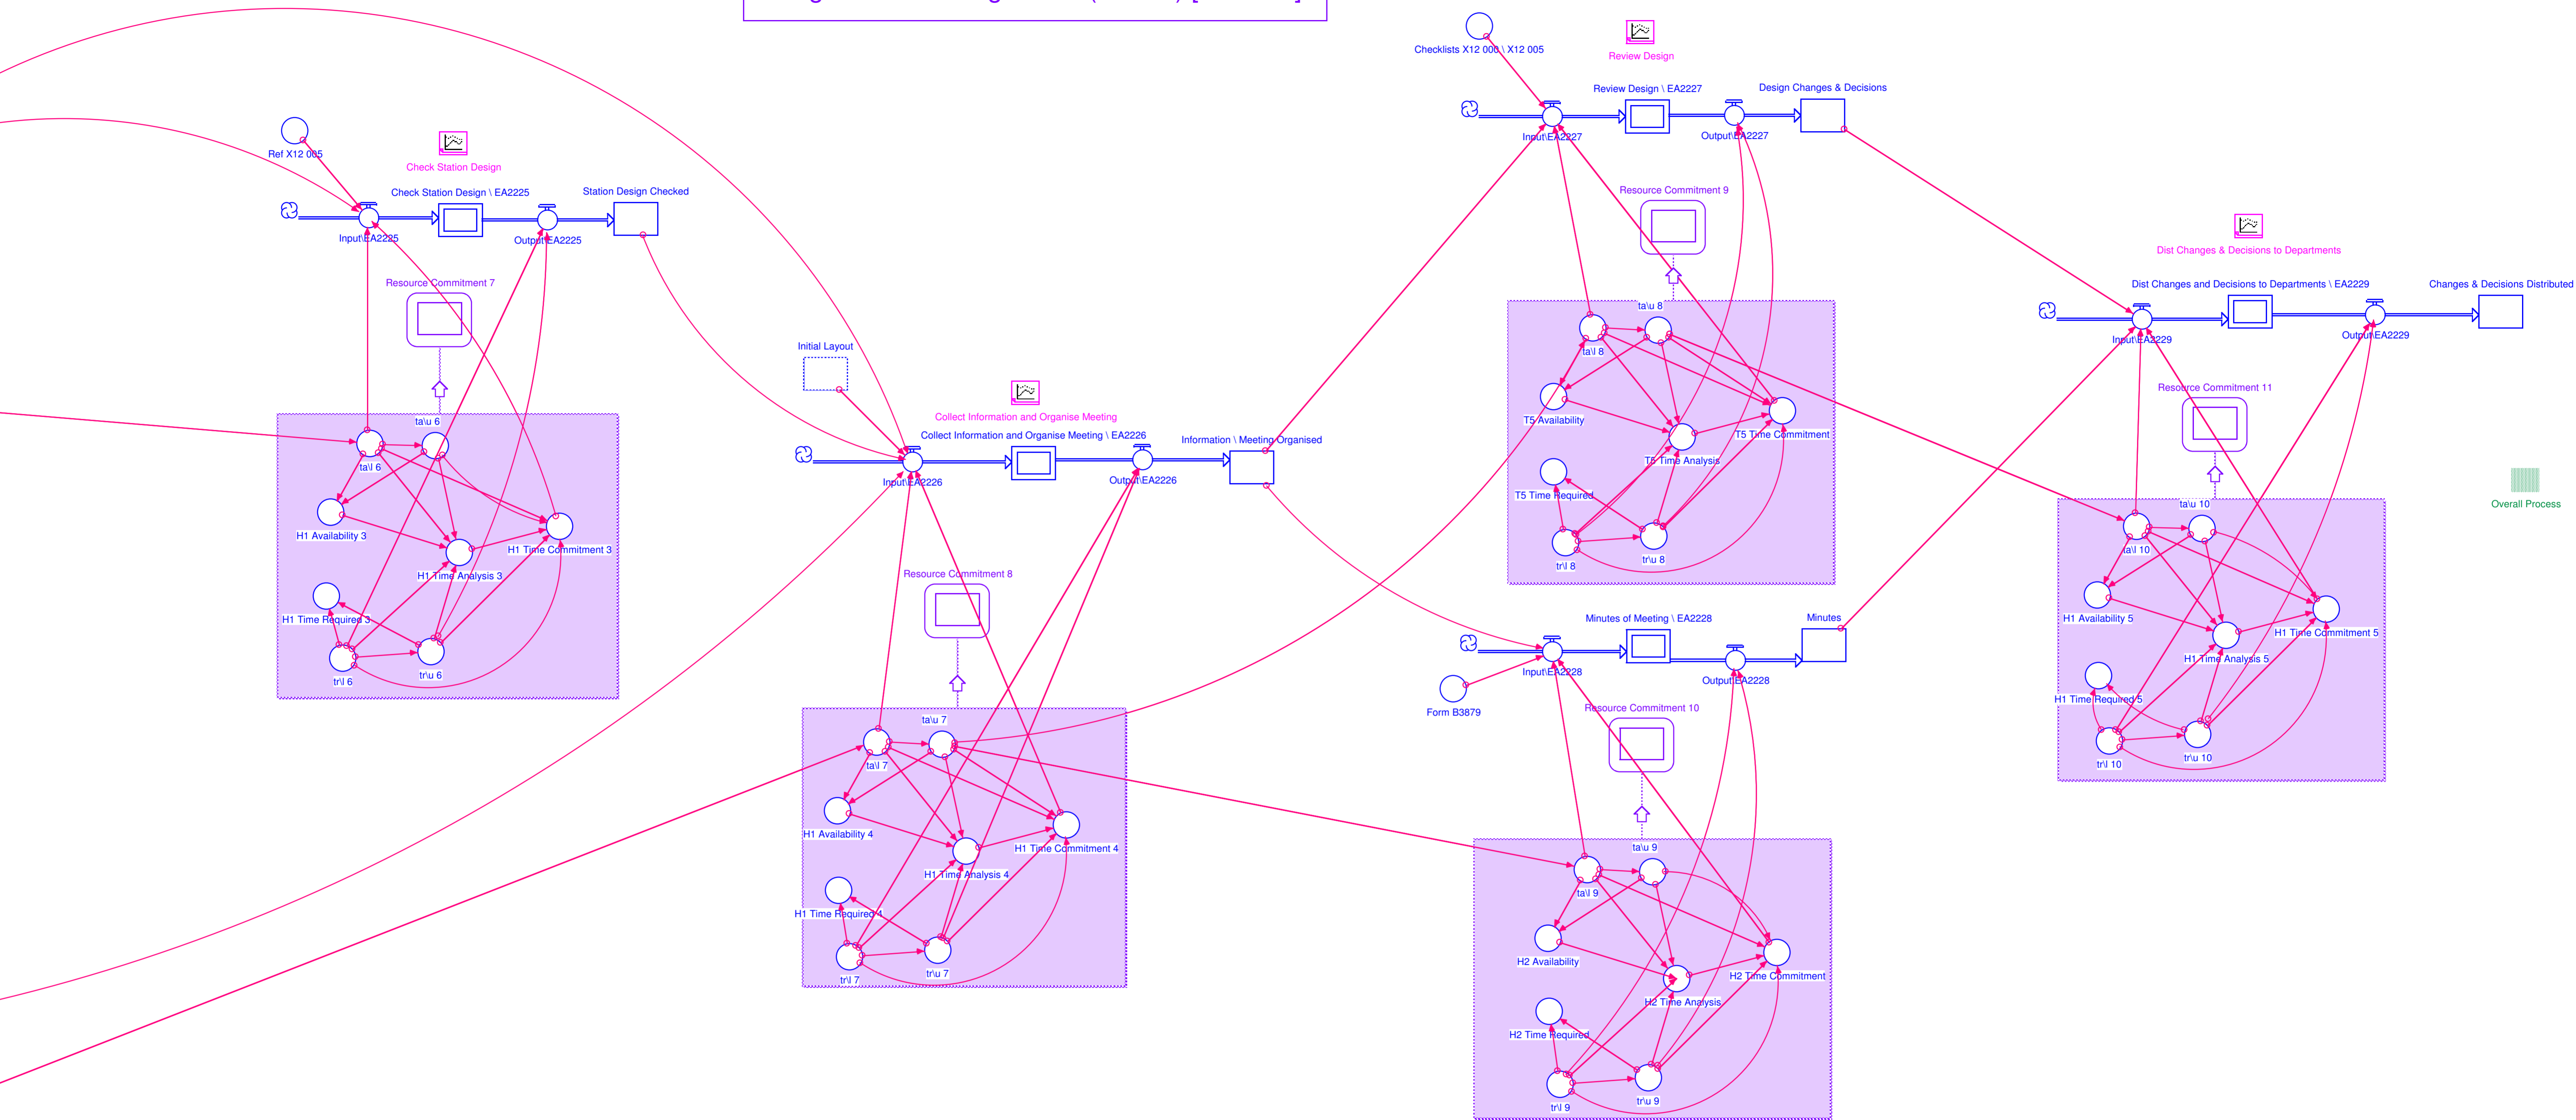 Checklists X12 000 \ X12 005
Review Design
Review Design \ EA2227
Design Changes & Decisions
Input\EA2227
Output\EA2227
Ref X12 005
Check Station Design
Check Station Design \ EA2225
Station Design Checked
Input\EA2225
Output\EA2225
Resource Commitment 7
ta\u 6
ta\l 6
H1 Availability 3
H1 Time Commitment 3
H1 Time Analysis 3
H1 Time Required 3
tr\u 6
tr\l 6
Initial Layout
Collect Information and Organise Meeting
Collect Information and Organise Meeting \ EA2226
Information \ Meeting Organised
Input\EA2226
Output\EA2226
Resource Commitment 8
ta\u 7
ta\l 7
H1 Availability 4
H1 Time Commitment 4
H1 Time Analysis 4
H1 Time Required 4
tr\u 7
tr\l 7
Resource Commitment 9
ta\u 8
ta\l 8
T5 Availability
T5 Time Commitment
T5 Time Analysis
T5 Time Required
tr\u 8
tr\l 8
Minutes of Meeting \ EA2228
Minutes
Input\EA2228
Output\EA2228
Form B3879
Resource Commitment 10
ta\u 9
ta\l 9
H2 Availability
H2 Time Commitment
H2 Time Analysis
H2 Time Required
tr\u 9
tr\l 9
Dist Changes & Decisions to Departments
Dist Changes and Decisions to Departments \ EA2229
Changes & Decisions Distributed
Input\EA2229
Output\EA2229
Resource Commitment 11
ta\u 10
ta\l 10
H1 Availability 5
H1 Time Commitment 5
H1 Time Analysis 5
H1 Time Required 5
tr\u 10
tr\l 10
Overall Process